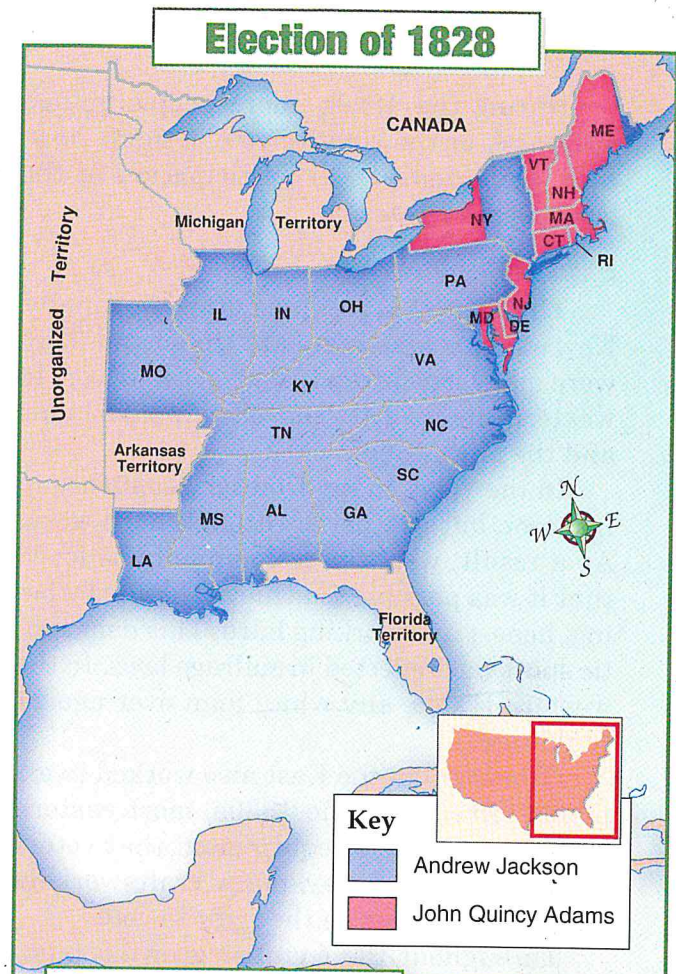 Election of 1828
CANADA
ME
VT
NH
Michigan Territory
NY
MA
CT
RI
Unorganized Territory
PA
NJ
IL
IN
OH
MD
DE
MO
VA
KY
NC
TN
Arkansas
Territory
SC
MS
AL
GA
LA
N
W
E
S
Florida
Territory
Key
Andrew Jackson
John Quincy Adams